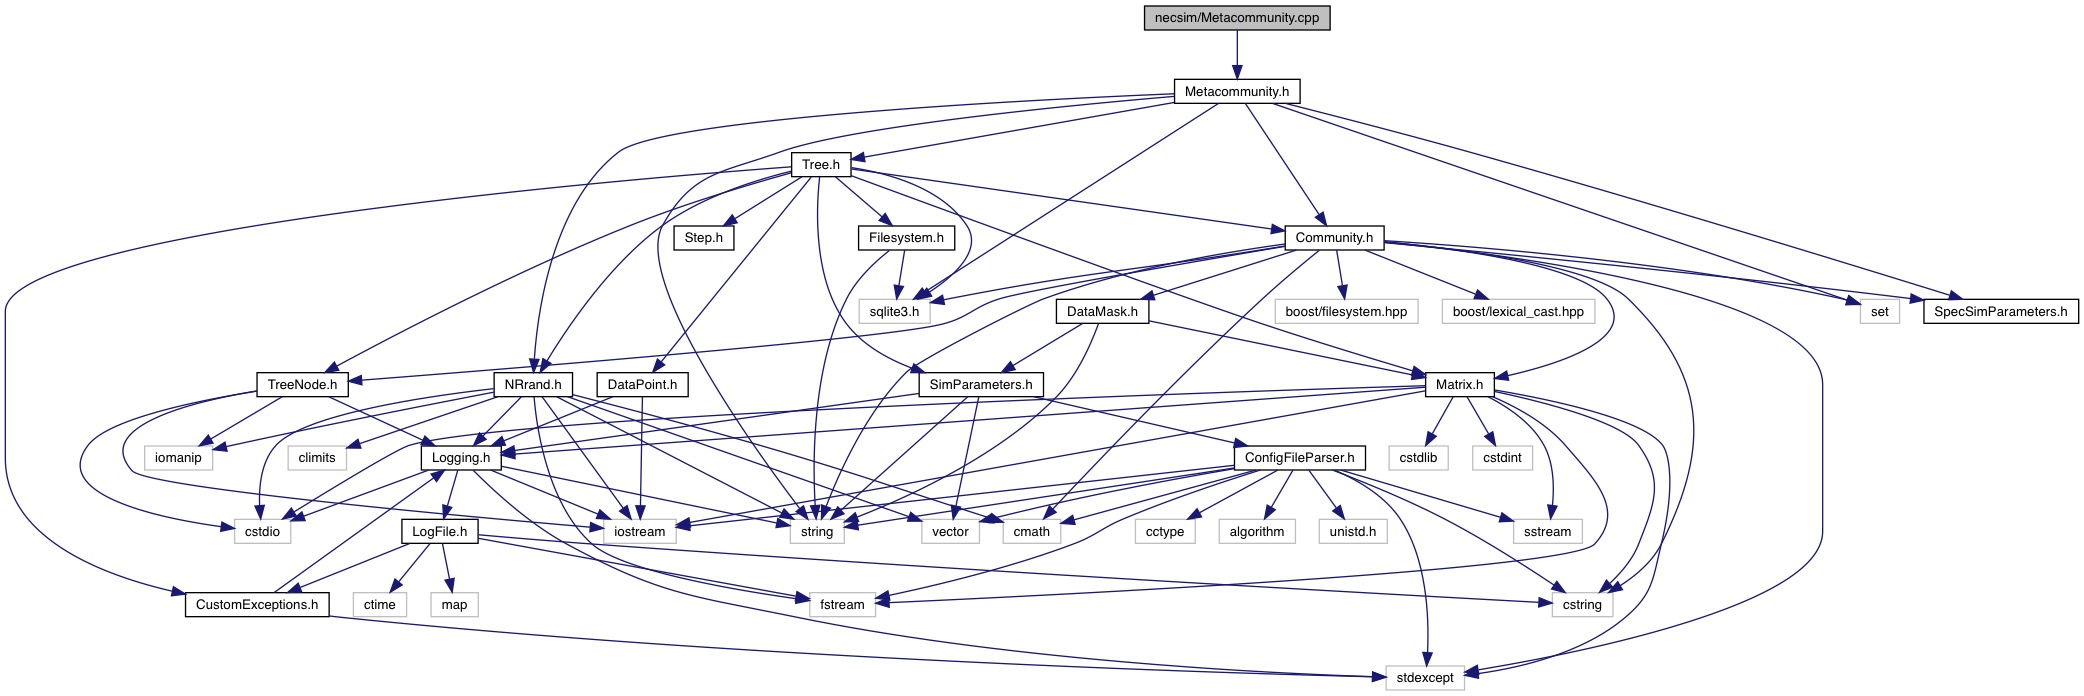 necsim/Metacommunity.cpp
Metacommunity.h
Tree.h
Step.h
Filesystem.h
Community.h
sqlite3.h
DataMask.h
boost/filesystem.hpp
boost/lexical_cast.hpp
set
SpecSimParameters.h
TreeNode.h
NRrand.h
DataPoint.h
SimParameters.h
Matrix.h
iomanip
climits
Logging.h
ConfigFileParser.h
cstdlib
cstdint
cstdio
LogFile.h
iostream
string
vector
cmath
cctype
algorithm
unistd.h
sstream
CustomExceptions.h
ctime
map
fstream
cstring
stdexcept